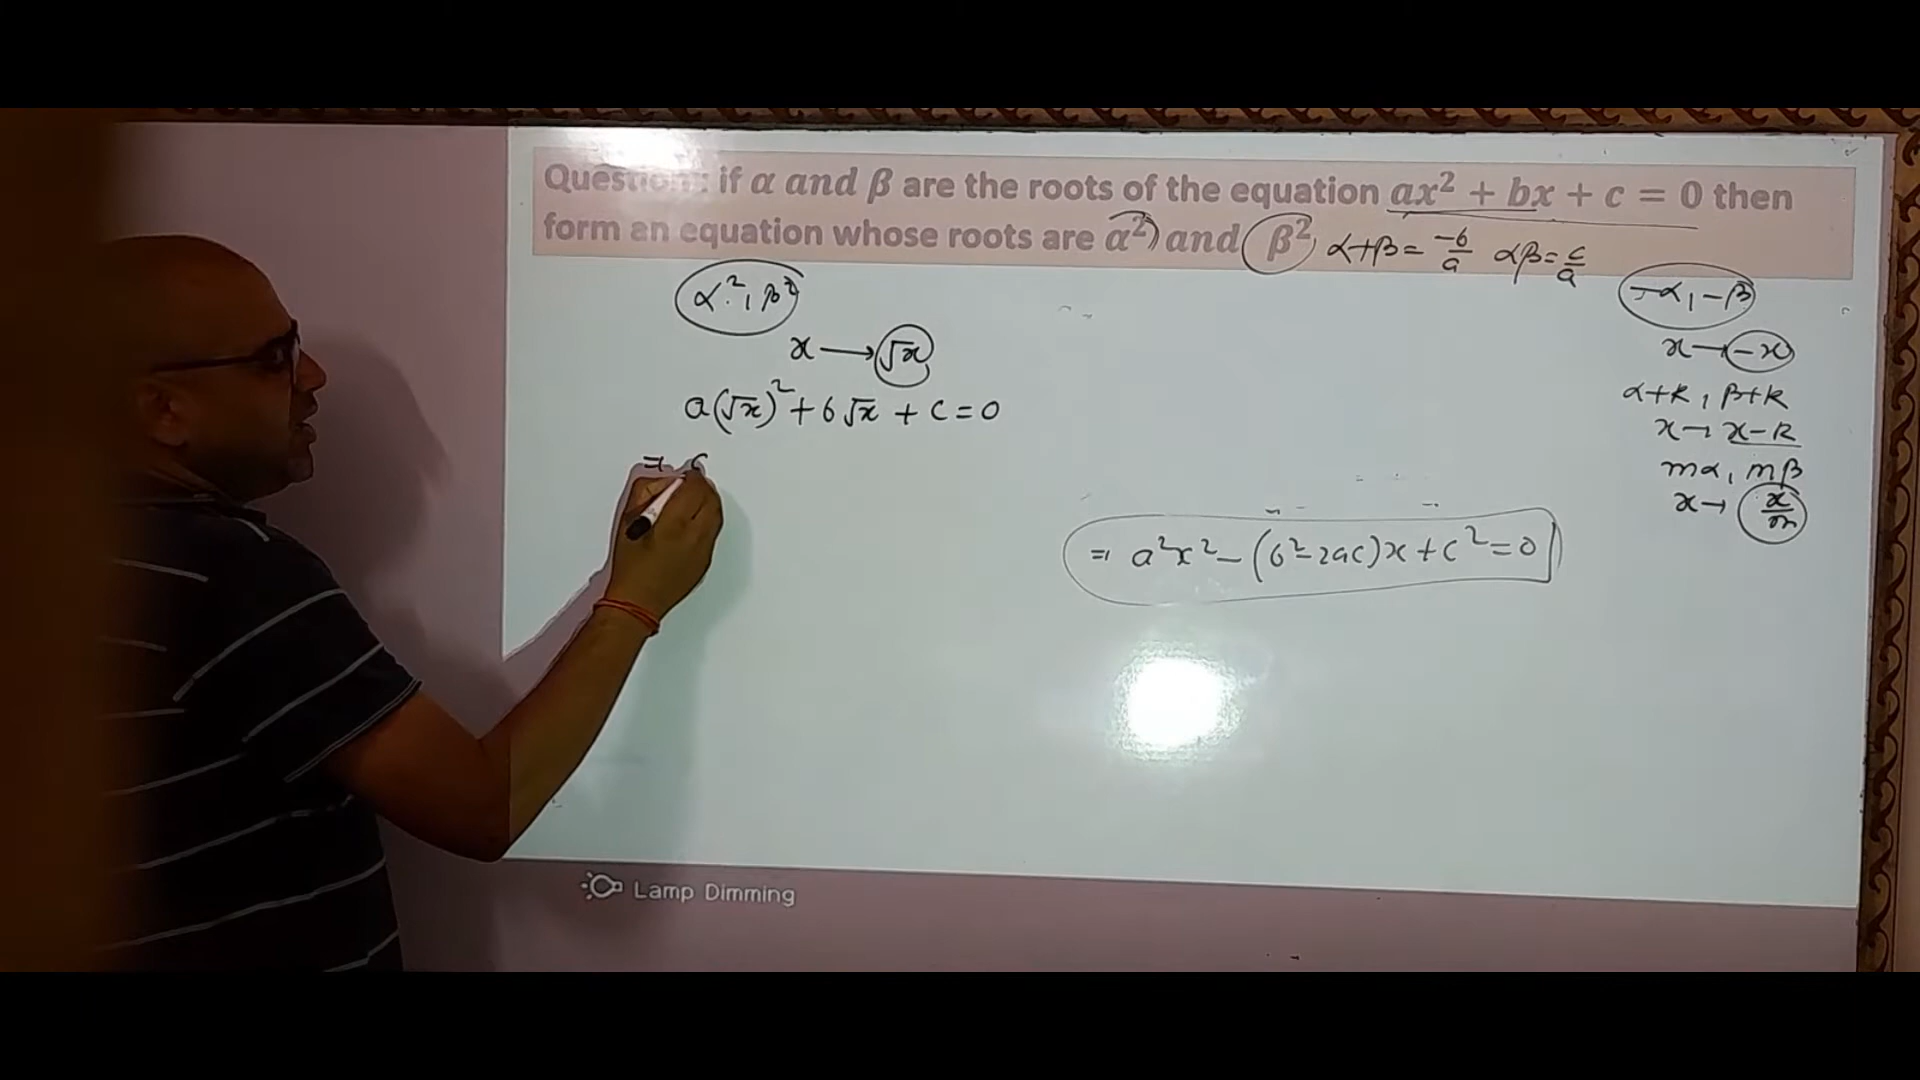 Question: if α and β are the roots of the equation ax² + bx + c = 0 then
form an equation whose roots are α² and β²
α+β = -b/a αβ = c/a
α², β²
x → √x
a(√x)² + b√x + c = 0
=
⇒ a²x² - (b² - 2ac)x + c² = 0
-α, -β
x → -x
α+k, β+k
x → x-k
mα, mβ
x → x/m
Lamp Dimming